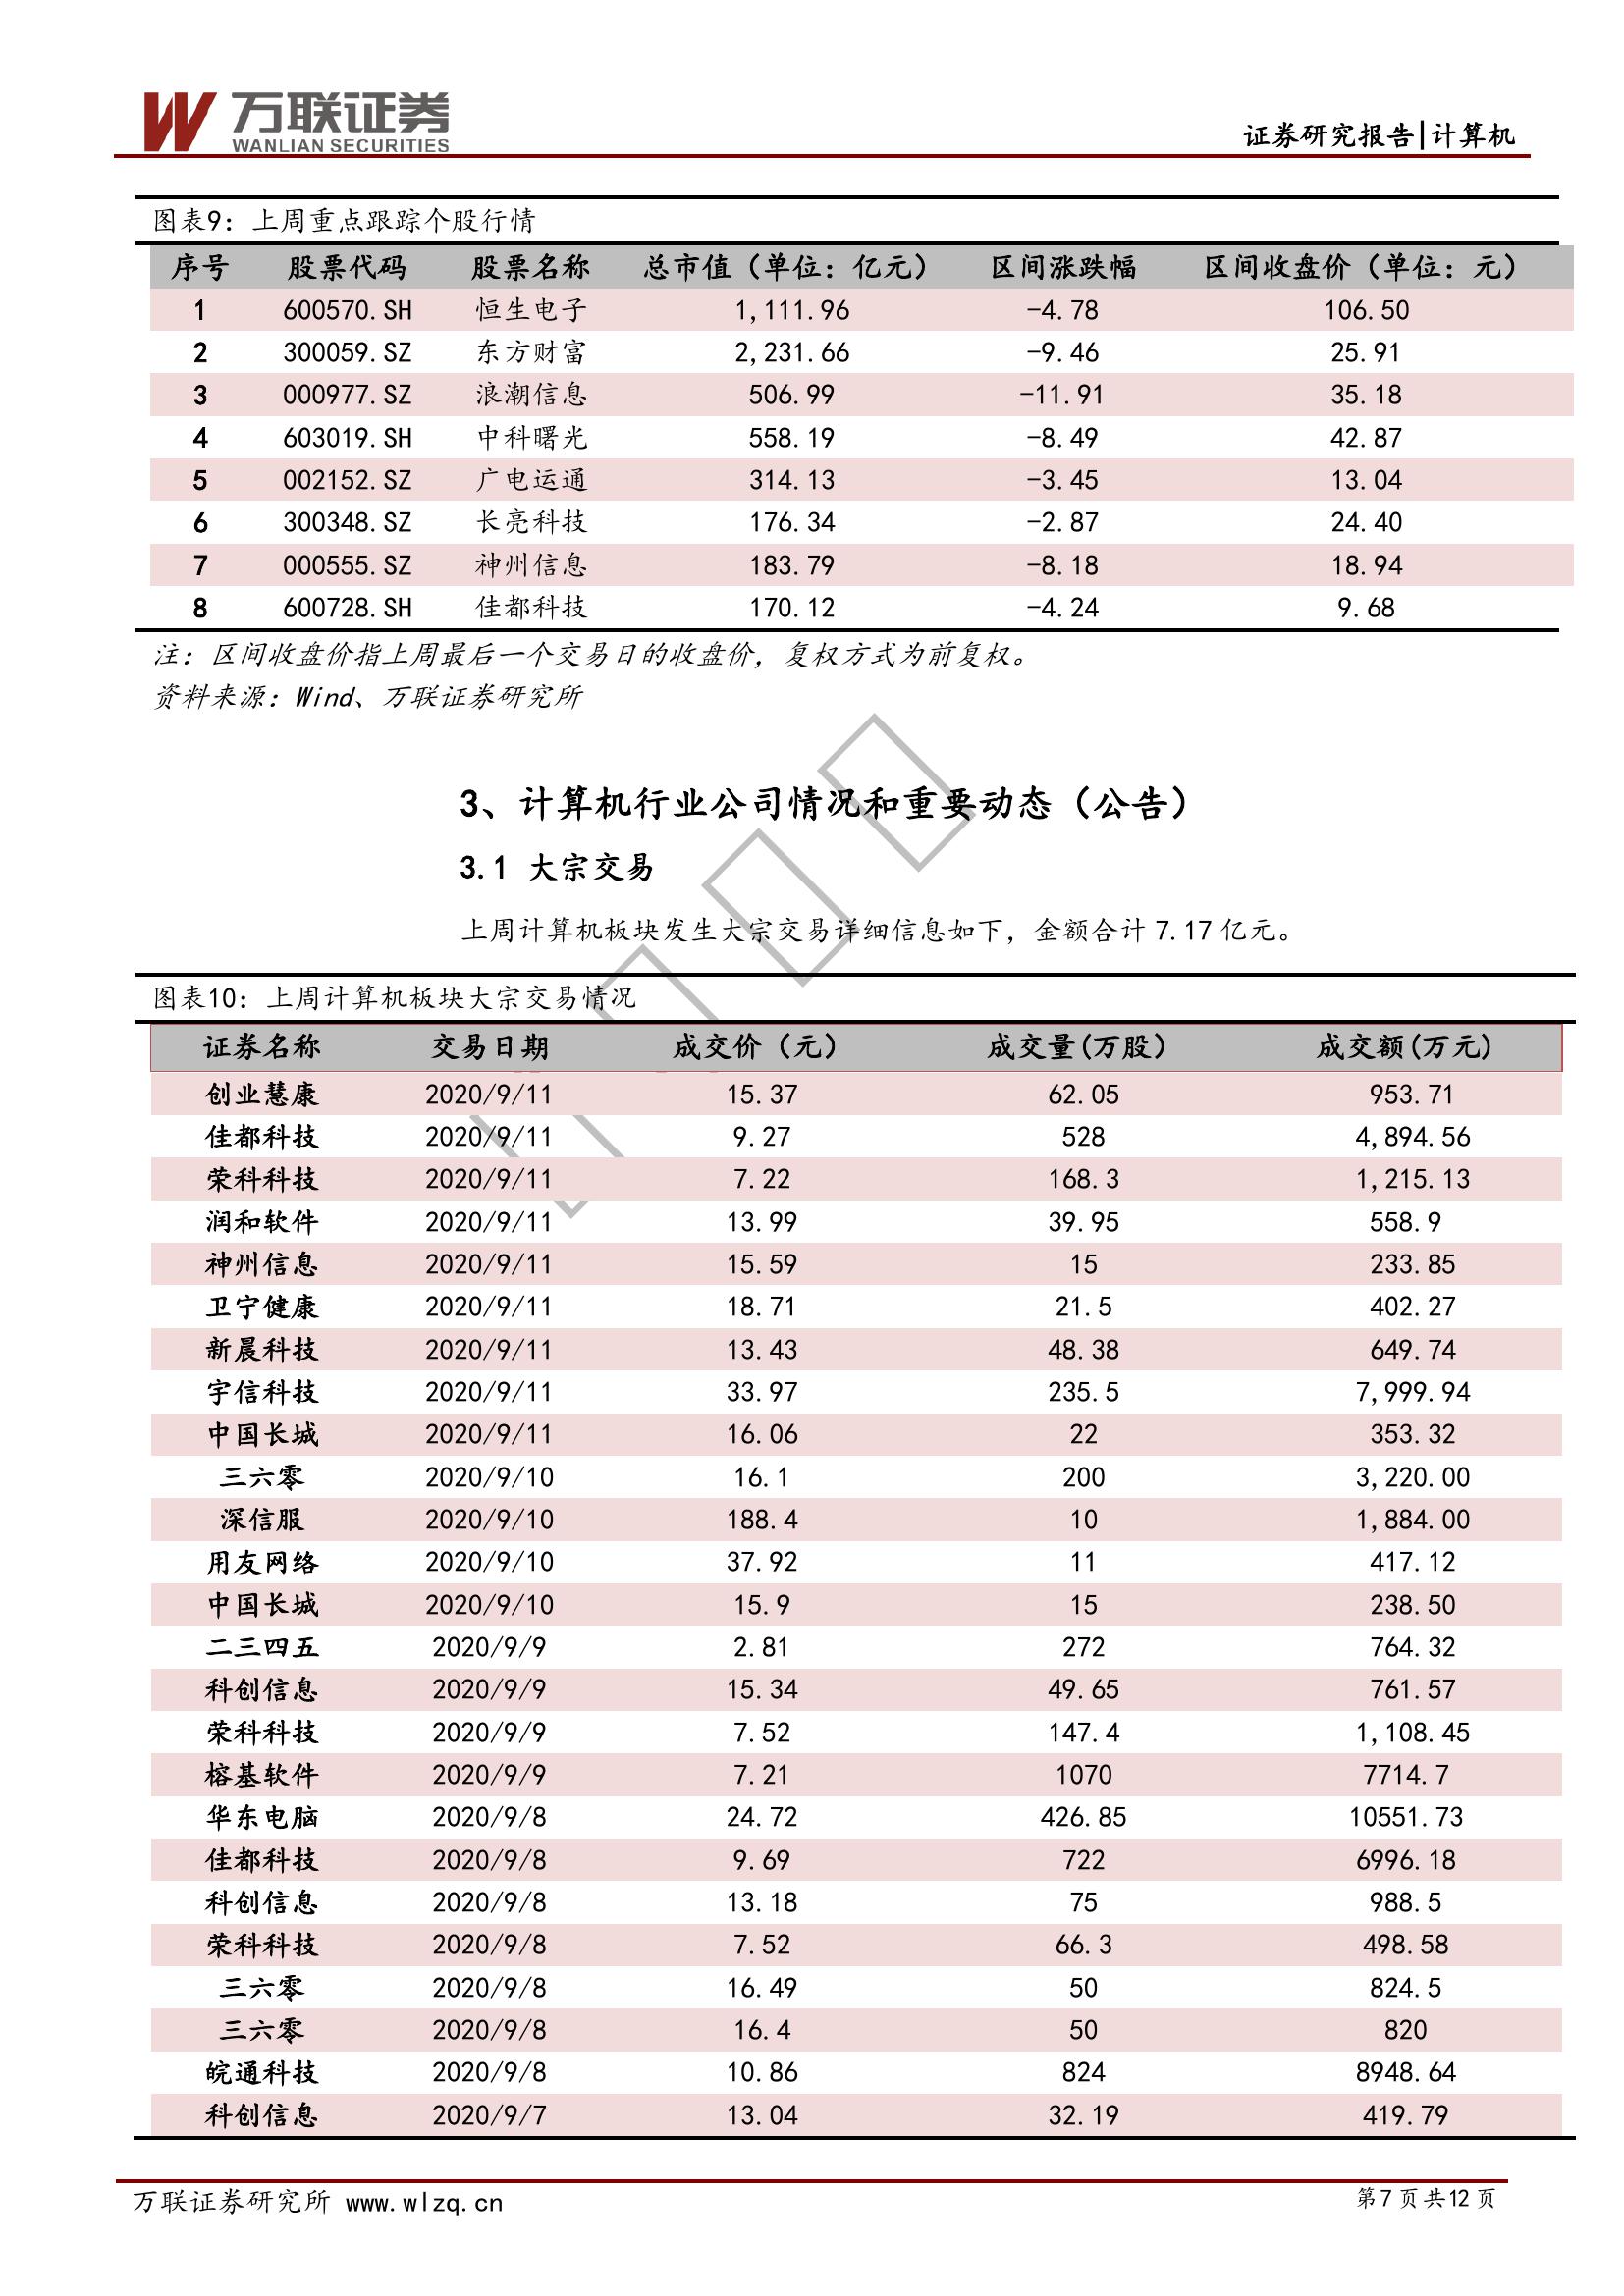 万联证券
WANLIAN SECURITIES
证券研究报告|计算机
图表9：上周重点跟踪个股行情
序号 股票代码 股票名称 总市值（单位：亿元） 区间涨跌幅 区间收盘价（单位：元）
1 600570.SH 恒生电子 1,111.96 -4.78 106.50
2 300059.SZ 东方财富 2,231.66 -9.46 25.91
3 000977.SZ 浪潮信息 506.99 -11.91 35.18
4 603019.SH 中科曙光 558.19 -8.49 42.87
5 002152.SZ 广电运通 314.13 -3.45 13.04
6 300348.SZ 长亮科技 176.34 -2.87 24.40
7 000555.SZ 神州信息 183.79 -8.18 18.94
8 600728.SH 佳都科技 170.12 -4.24 9.68
注：区间收盘价指上周最后一个交易日的收盘价，复权方式为前复权。
资料来源：Wind、万联证券研究所
3、计算机行业公司情况和重要动态（公告）
3.1 大宗交易
上周计算机板块发生大宗交易详细信息如下，金额合计 7.17 亿元。
图表10：上周计算机板块大宗交易情况
证券名称 交易日期 成交价（元） 成交量(万股） 成交额(万元)
创业慧康 2020/9/11 15.37 62.05 953.71
佳都科技 2020/9/11 9.27 528 4,894.56
荣科科技 2020/9/11 7.22 168.3 1,215.13
润和软件 2020/9/11 13.99 39.95 558.9
神州信息 2020/9/11 15.59 15 233.85
卫宁健康 2020/9/11 18.71 21.5 402.27
新晨科技 2020/9/11 13.43 48.38 649.74
宇信科技 2020/9/11 33.97 235.5 7,999.94
中国长城 2020/9/11 16.06 22 353.32
三六零 2020/9/10 16.1 200 3,220.00
深信服 2020/9/10 188.4 10 1,884.00
用友网络 2020/9/10 37.92 11 417.12
中国长城 2020/9/10 15.9 15 238.50
二三四五 2020/9/9 2.81 272 764.32
科创信息 2020/9/9 15.34 49.65 761.57
荣科科技 2020/9/9 7.52 147.4 1,108.45
榕基软件 2020/9/9 7.21 1070 7714.7
华东电脑 2020/9/8 24.72 426.85 10551.73
佳都科技 2020/9/8 9.69 722 6996.18
科创信息 2020/9/8 13.18 75 988.5
荣科科技 2020/9/8 7.52 66.3 498.58
三六零 2020/9/8 16.49 50 824.5
三六零 2020/9/8 16.4 50 820
皖通科技 2020/9/8 10.86 824 8948.64
科创信息 2020/9/7 13.04 32.19 419.79
万联证券研究所 www.wlzq.cn
第7页共12页